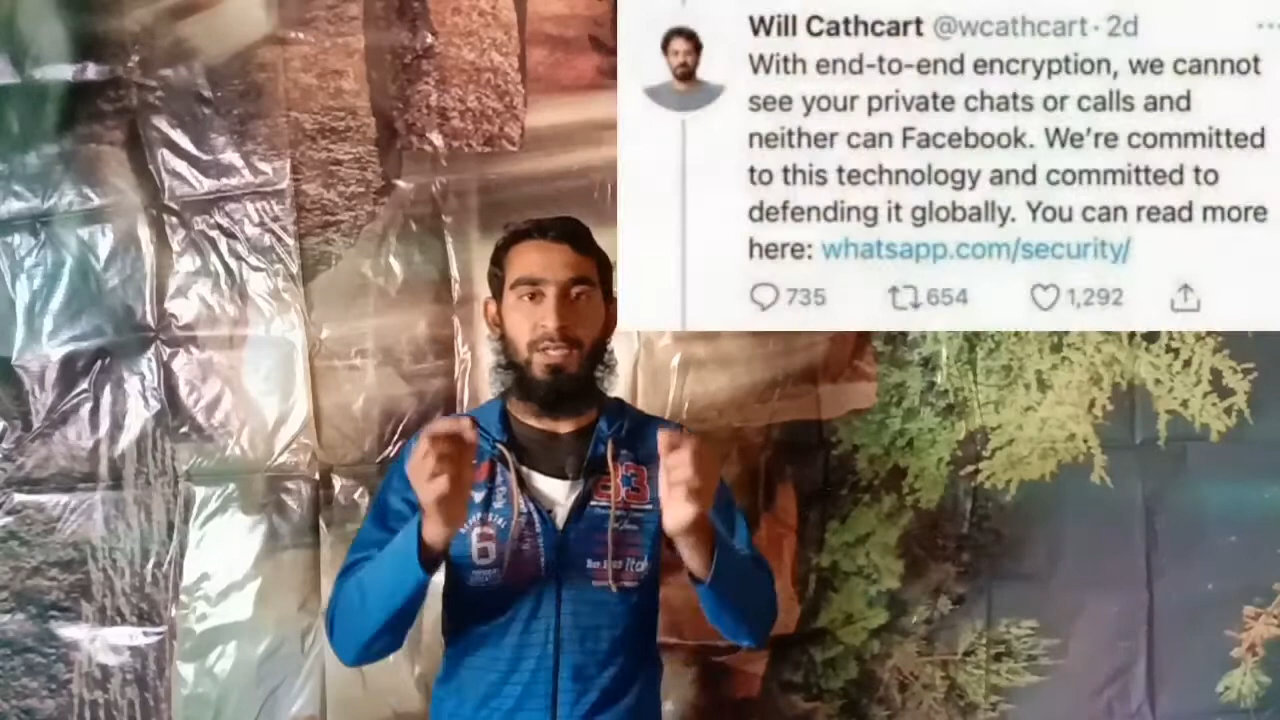 Will Cathcart @wcathcart · 2d
With end-to-end encryption, we cannot
see your private chats or calls and
neither can Facebook. We’re committed
to this technology and committed to
defending it globally. You can read more
here: whatsapp.com/security/
735 654 1,292
83
6